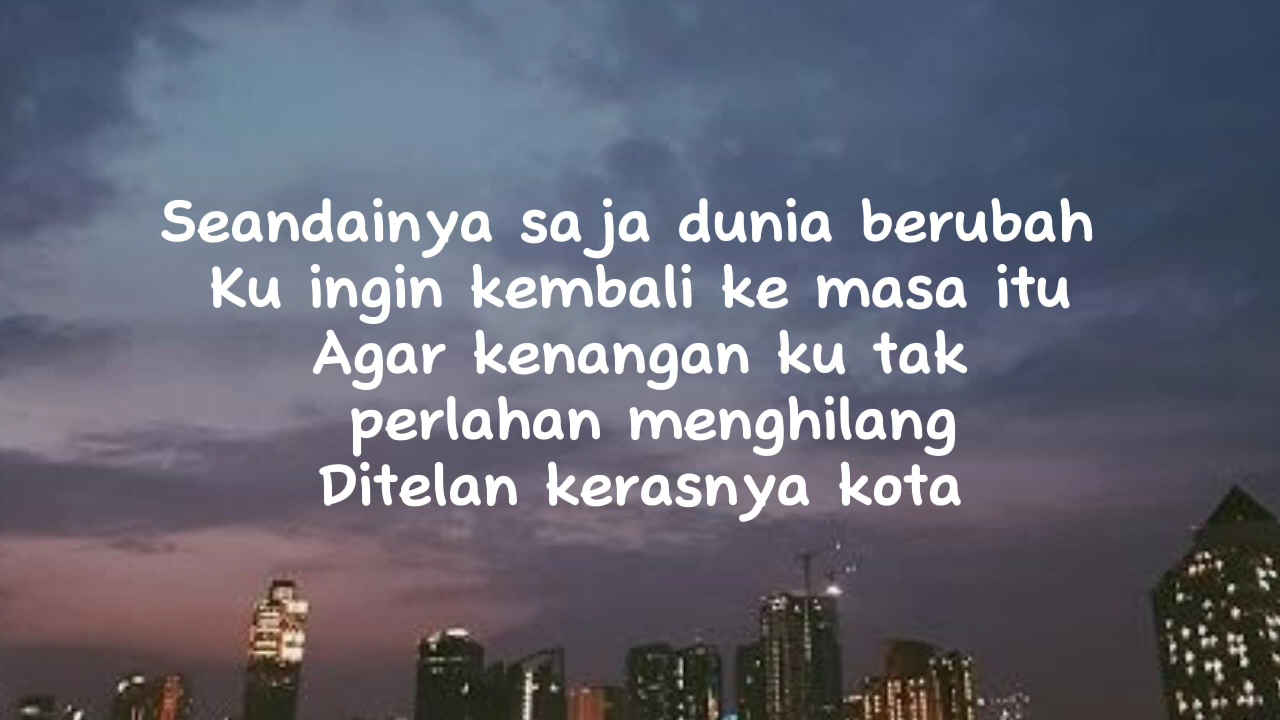 Seandainya saja dunia berubah
Ku ingin kembali ke masa itu
Agar kenangan ku tak
perlahan menghilang
Ditelan kerasnya kota